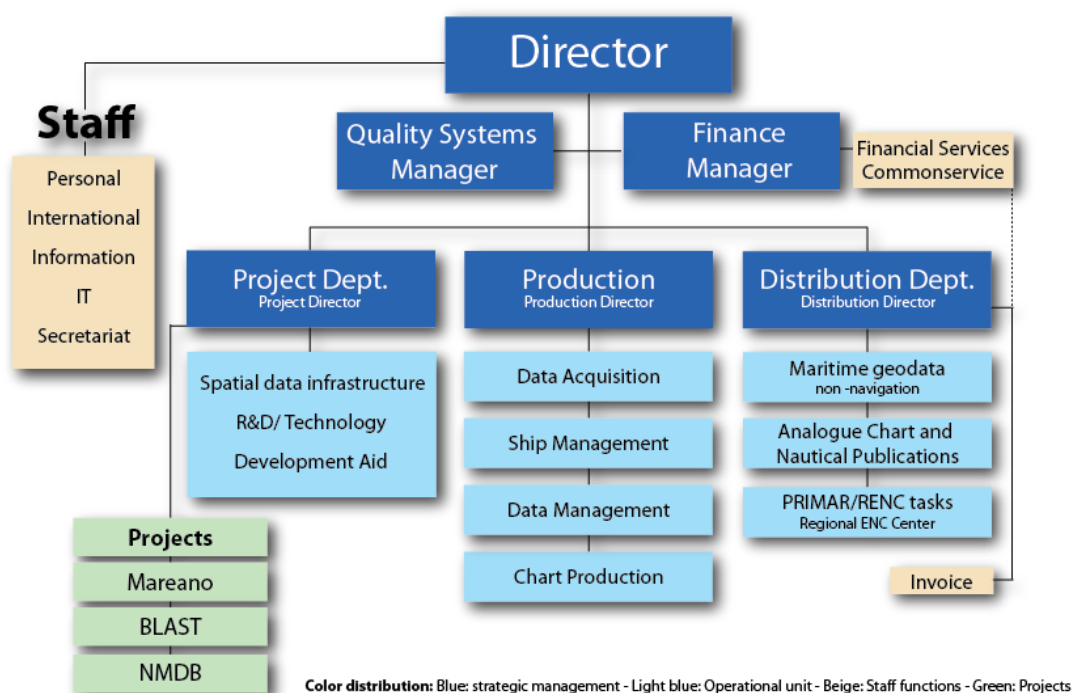 Director
Staff
Personal
International
Information
IT
Secretariat
Quality Systems
Manager
Finance
Manager
Financial Services
Commonservice
Project Dept.
Project Director
Production
Production Director
Distribution Dept.
Distribution Director
Spatial data infrastructure
R&D/ Technology
Development Aid
Data Acquisition
Ship Management
Data Management
Chart Production
Maritime geodata
non -navigation
Analogue Chart and
Nautical Publications
PRIMAR/RENC tasks
Regional ENC Center
Invoice
Projects
Mareano
BLAST
NMDB
Color distribution: Blue: strategic management - Light blue: Operational unit - Beige: Staff functions - Green: Projects